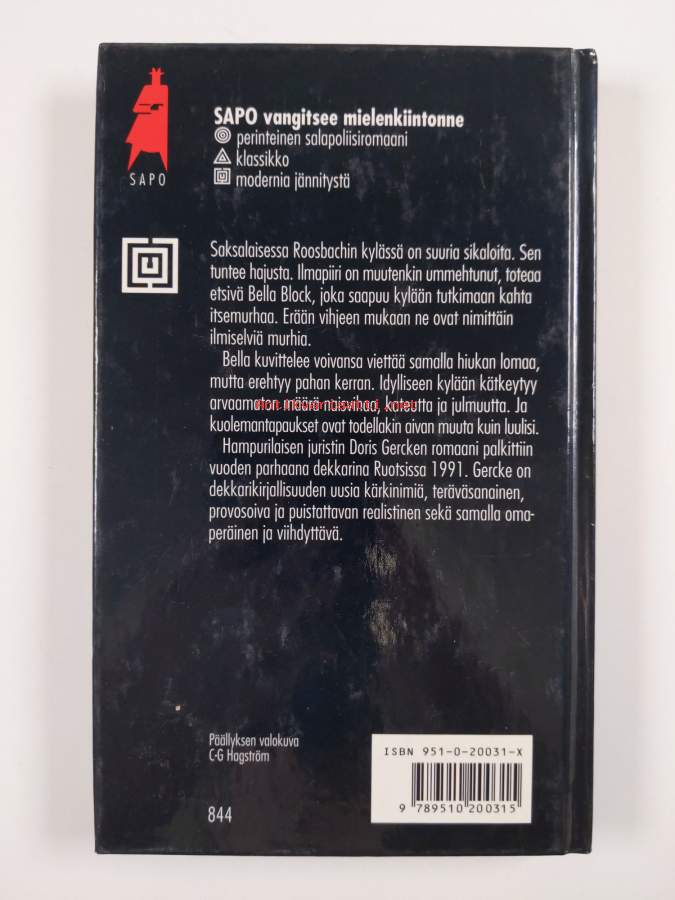 SAPO
SAPO vangitsee mielenkiintonne
perinteinen salapoliisiromaani
klassikko
modernia jännitystä
Saksalaisessa Roosbachin kylässä on suuria sikaloita. Sen
tuntee hajusta. Ilmapiiri on muutenkin ummehtunut, toteaa
etsivä Bella Block, joka saapuu kylään tutkimaan kahta
itsemurhaa. Erään vihjeen mukaan ne ovat nimittäin
ilmiselviä murhia.
Bella kuvittelee voivansa viettää samalla hiukan lomaa,
mutta erehtyy pahan kerran. Idylliseen kylään kätkeytyy
arvaamaton määrä naisvihaa, kateutta ja julmuutta. Ja
kuolemantapaukset ovat todellakin aivan muuta kuin luulisi.
Hampurilaisen juristin Doris Gercken romaani palkittiin
vuoden parhaana dekkarina Ruotsissa 1991. Gercke on
dekkarikirjallisuuden uusia kärkinimiä, teräväsanainen,
provosoiva ja puistattavan realistinen sekä samalla oma-
peräinen ja viihdyttävä.
Päällyksen valokuva
C-G Hagström
844
ISBN 951-0-20031-X
9 789510 200315